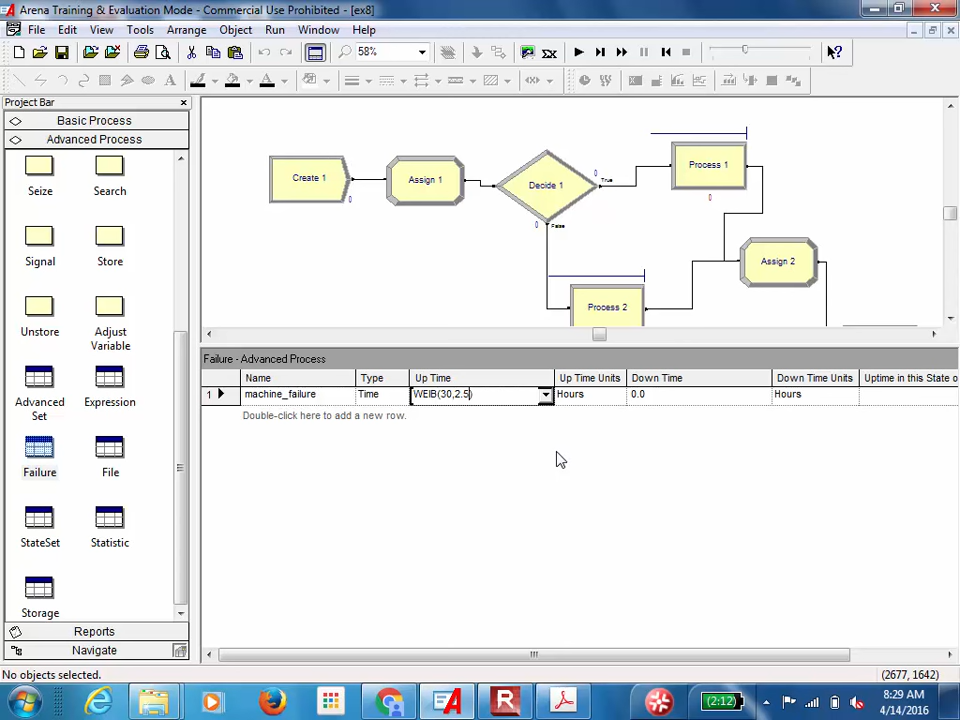 Arena Training & Evaluation Mode - Commercial Use Prohibited - [ex8]
File Edit View Tools Arrange Object Run Window Help
58%
Project Bar
Basic Process
Advanced Process
Seize Search
Signal Store
Unstore Adjust Variable
Advanced Set Expression
Failure File
StateSet Statistic
Storage
Reports
Navigate
Create 1
0
Assign 1
Decide 1
0
True
0
False
Process 1
0
Assign 2
Process 2
Failure - Advanced Process
Name Type Up Time Up Time Units Down Time Down Time Units Uptime in this State o
1 machine_failure Time WEIB(30,2.5) Hours 0.0 Hours
Double-click here to add a new row.
No objects selected.
(2677, 1642)
(2:12)
8:29 AM
4/14/2016